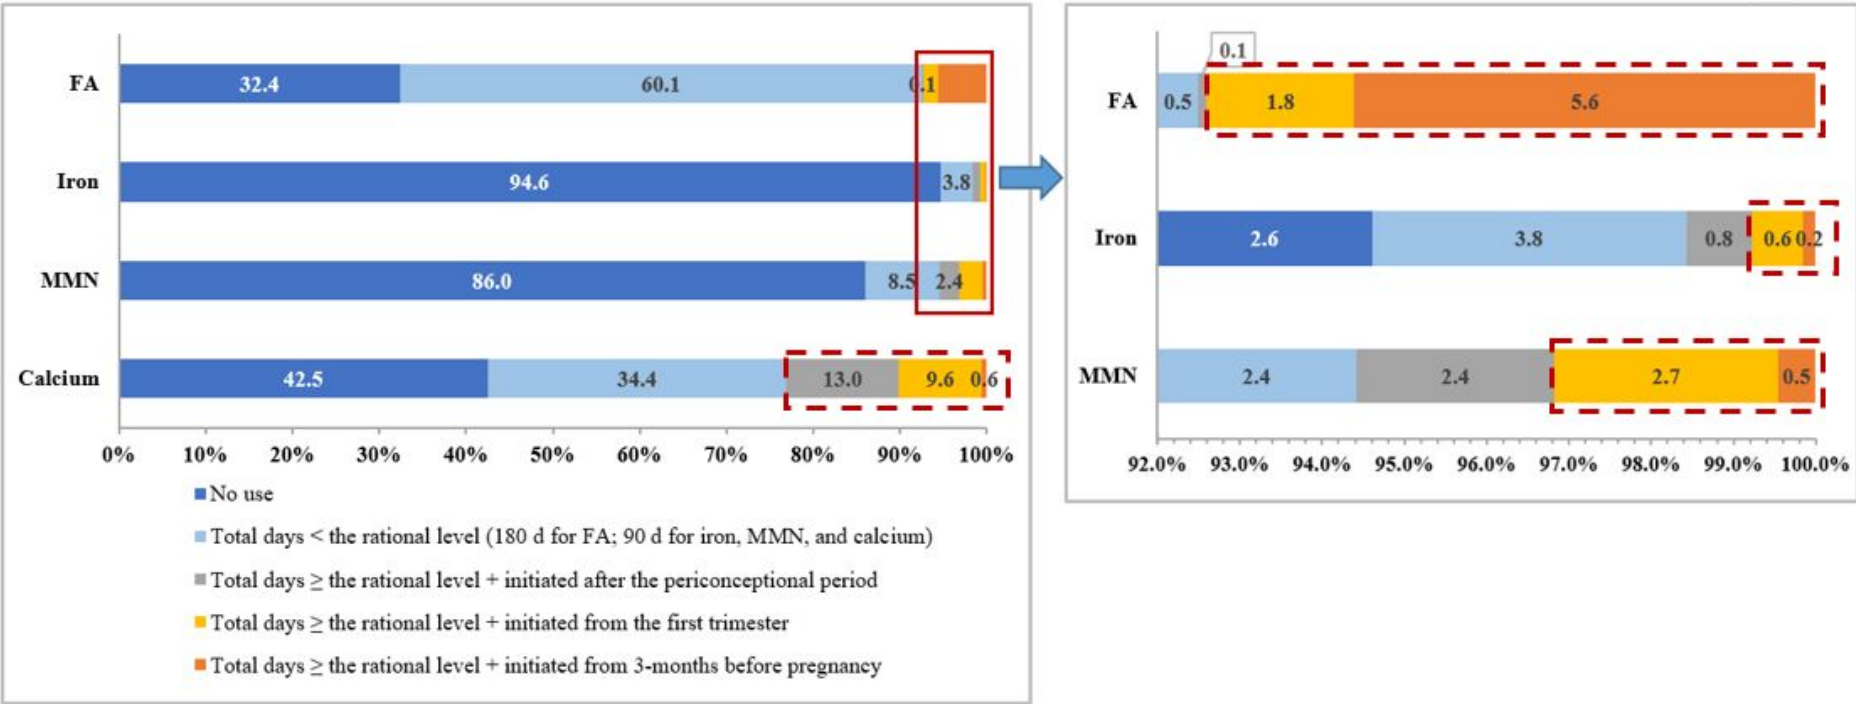 FA 32.4 60.1 0.1
Iron 94.6 3.8
MMN 86.0 8.5 2.4
Calcium 42.5 34.4 13.0 9.6 0.6
0% 10% 20% 30% 40% 50% 60% 70% 80% 90% 100%
No use
Total days < the rational level (180 d for FA; 90 d for iron, MMN, and calcium)
Total days ≥ the rational level + initiated after the periconceptional period
Total days ≥ the rational level + initiated from the first trimester
Total days ≥ the rational level + initiated from 3-months before pregnancy
0.1
FA 0.5 1.8 5.6
Iron 2.6 3.8 0.8 0.6 0.2
MMN 2.4 2.4 2.7 0.5
92.0% 93.0% 94.0% 95.0% 96.0% 97.0% 98.0% 99.0% 100.0%